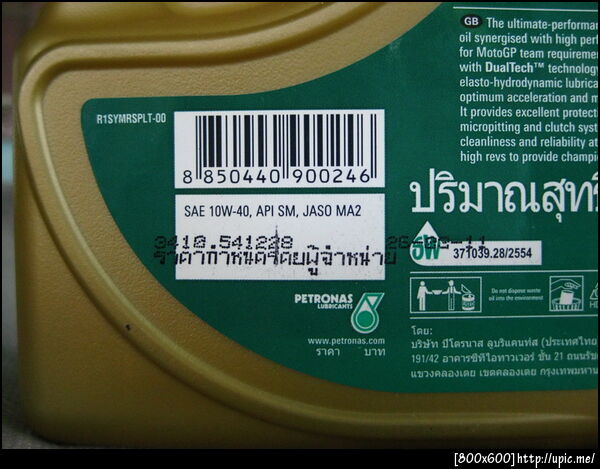 GB The ultimate-performa
oil synergised with high perf
for MotoGP team requireme
with DualTech™ technology
elasto-hydrodynamic lubrica
optimum acceleration and m
It provides excellent protecti
micropitting and clutch syste
cleanliness and reliability at
high revs to provide champi
R1SYMRSPLT-00
8 850440 900246
SAE 10W-40, API SM, JASO MA2
3410 541228
ราคากำหนดโดยผู้จำหน่าย
ปริมาณสุทธิ
371039.28/2554
Do not dispose waste
oil into the environment
PETRONAS
LUBRICANTS
www.petronas.com
ราคา บาท
โดย:
บริษัท ปิโตรนาส ลูบริแคนท์ส (ประเทศไทย
191/42 อาคารซีทีไอทาวเวอร์ ชั้น 21 ถนนรัช
แขวงคลองเตย เขตคลองเตย กรุงเทพมหาน
[800x600]http://upic.me/